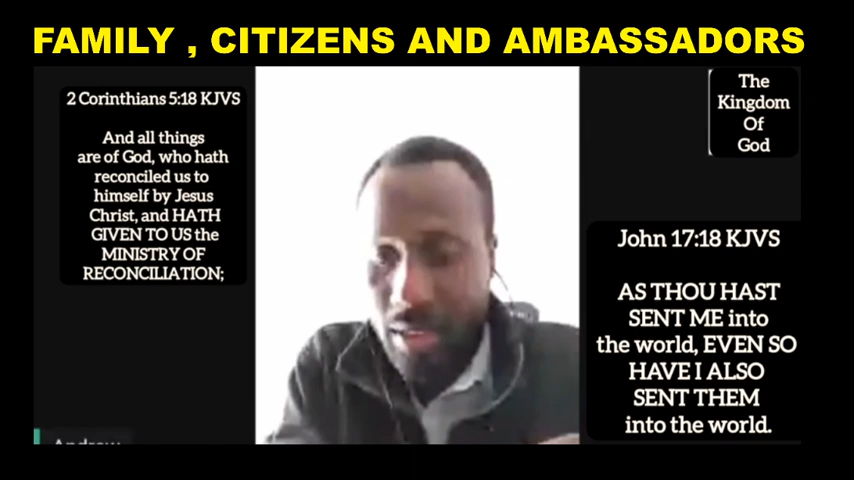 FAMILY , CITIZENS AND AMBASSADORS
2 Corinthians 5:18 KJVS
And all things
are of God, who hath
reconciled us to
himself by Jesus
Christ, and HATH
GIVEN TO US the
MINISTRY OF
RECONCILIATION;
The
Kingdom
Of
God
John 17:18 KJVS
AS THOU HAST
SENT ME into
the world, EVEN SO
HAVE I ALSO
SENT THEM
into the world.
Andrew